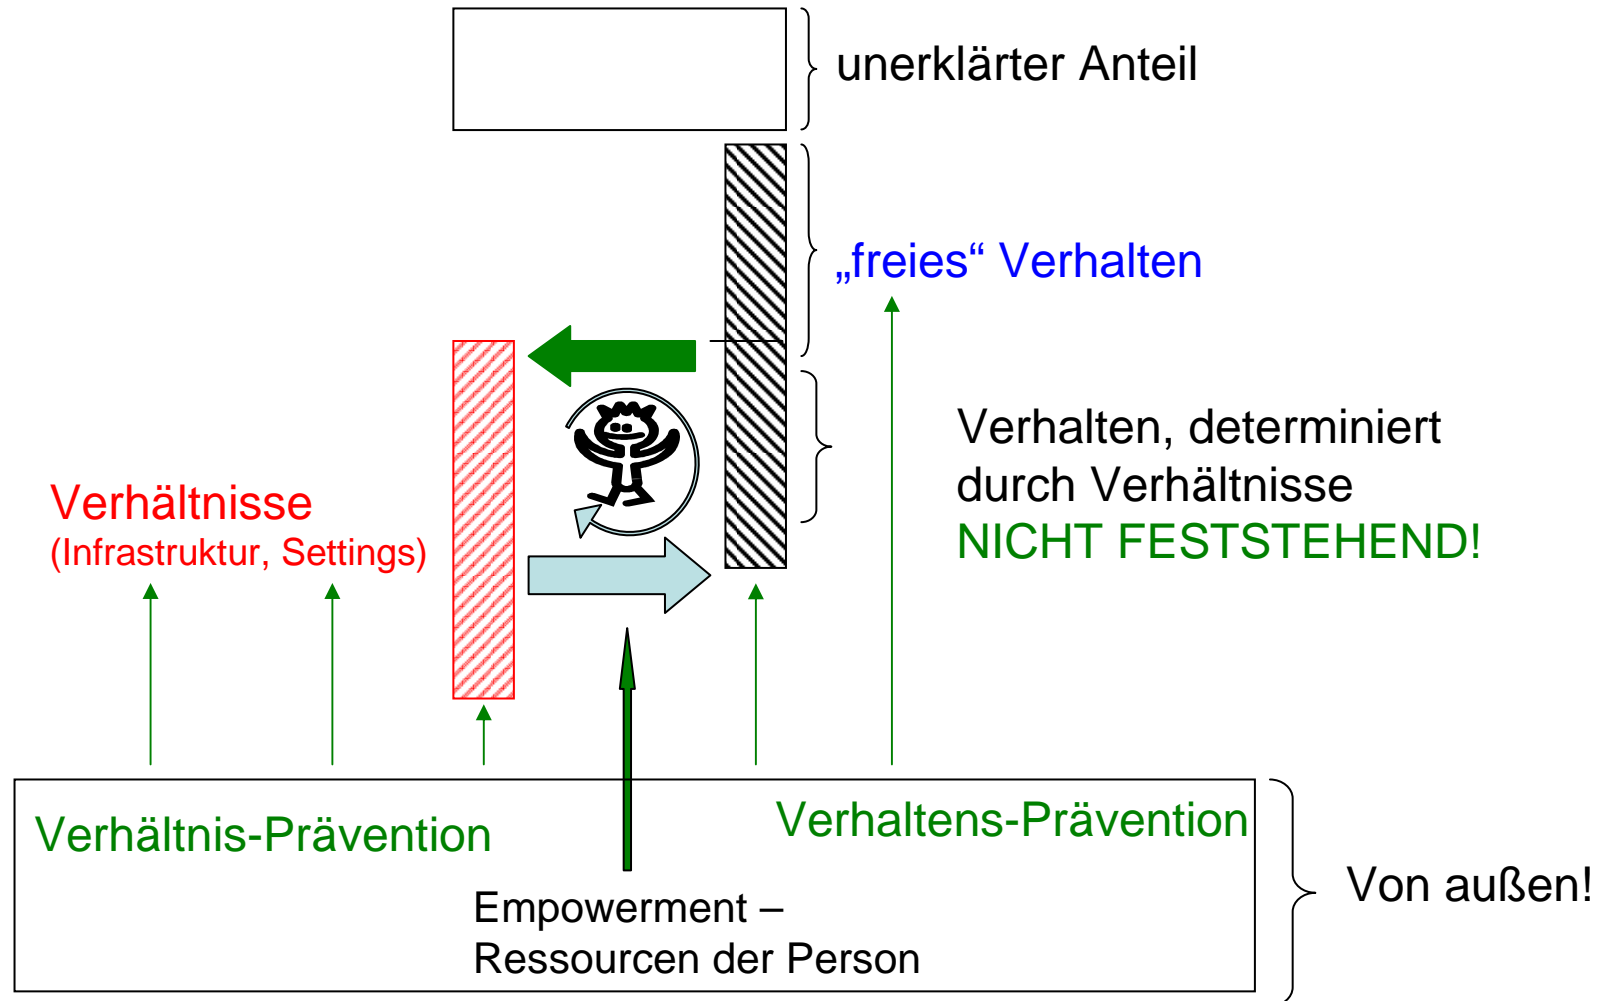 unerklärter Anteil
„freies“ Verhalten
Verhalten, determiniert
durch Verhältnisse
NICHT FESTSTEHEND!
Verhältnisse
(Infrastruktur, Settings)
Verhältnis-Prävention
Verhaltens-Prävention
Empowerment –
Ressourcen der Person
Von außen!